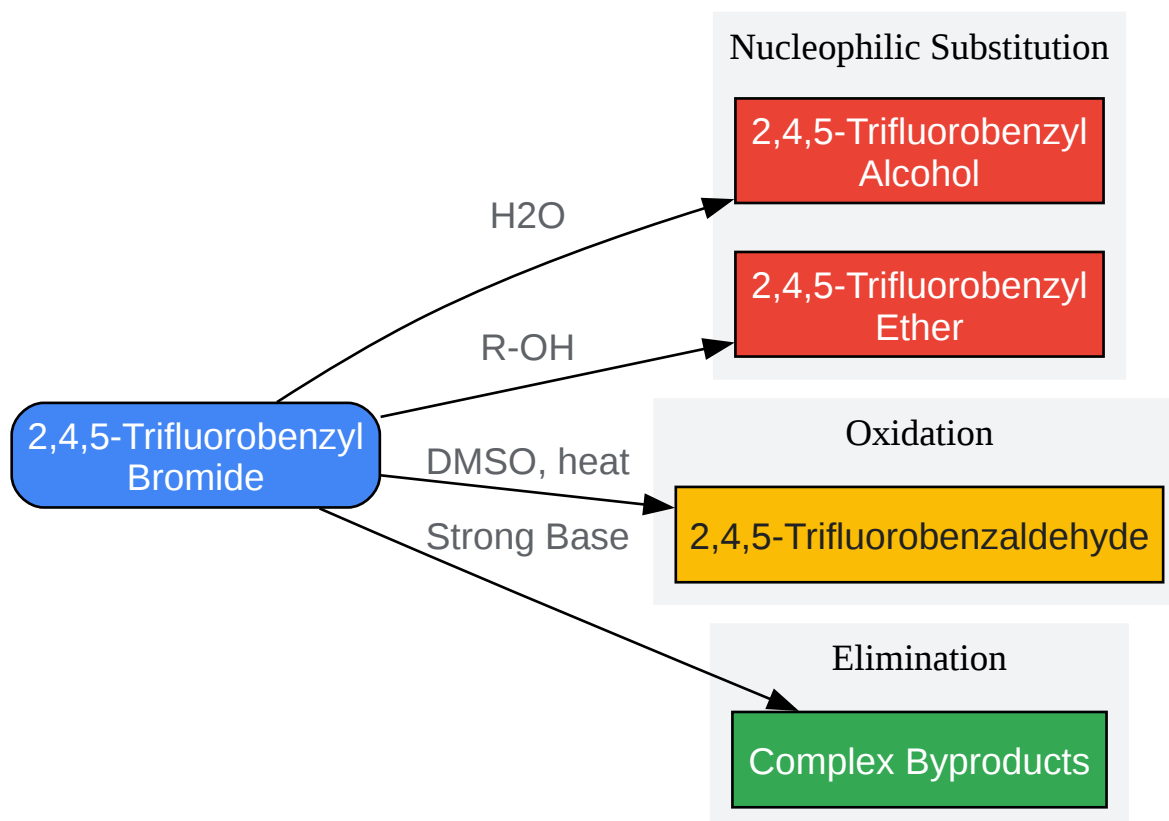 Nucleophilic Substitution
2,4,5-Trifluorobenzyl
Alcohol
H2O
2,4,5-Trifluorobenzyl
Ether
R-OH
2,4,5-Trifluorobenzyl
Bromide
Oxidation
DMSO, heat
2,4,5-Trifluorobenzaldehyde
Strong Base
Elimination
Complex Byproducts